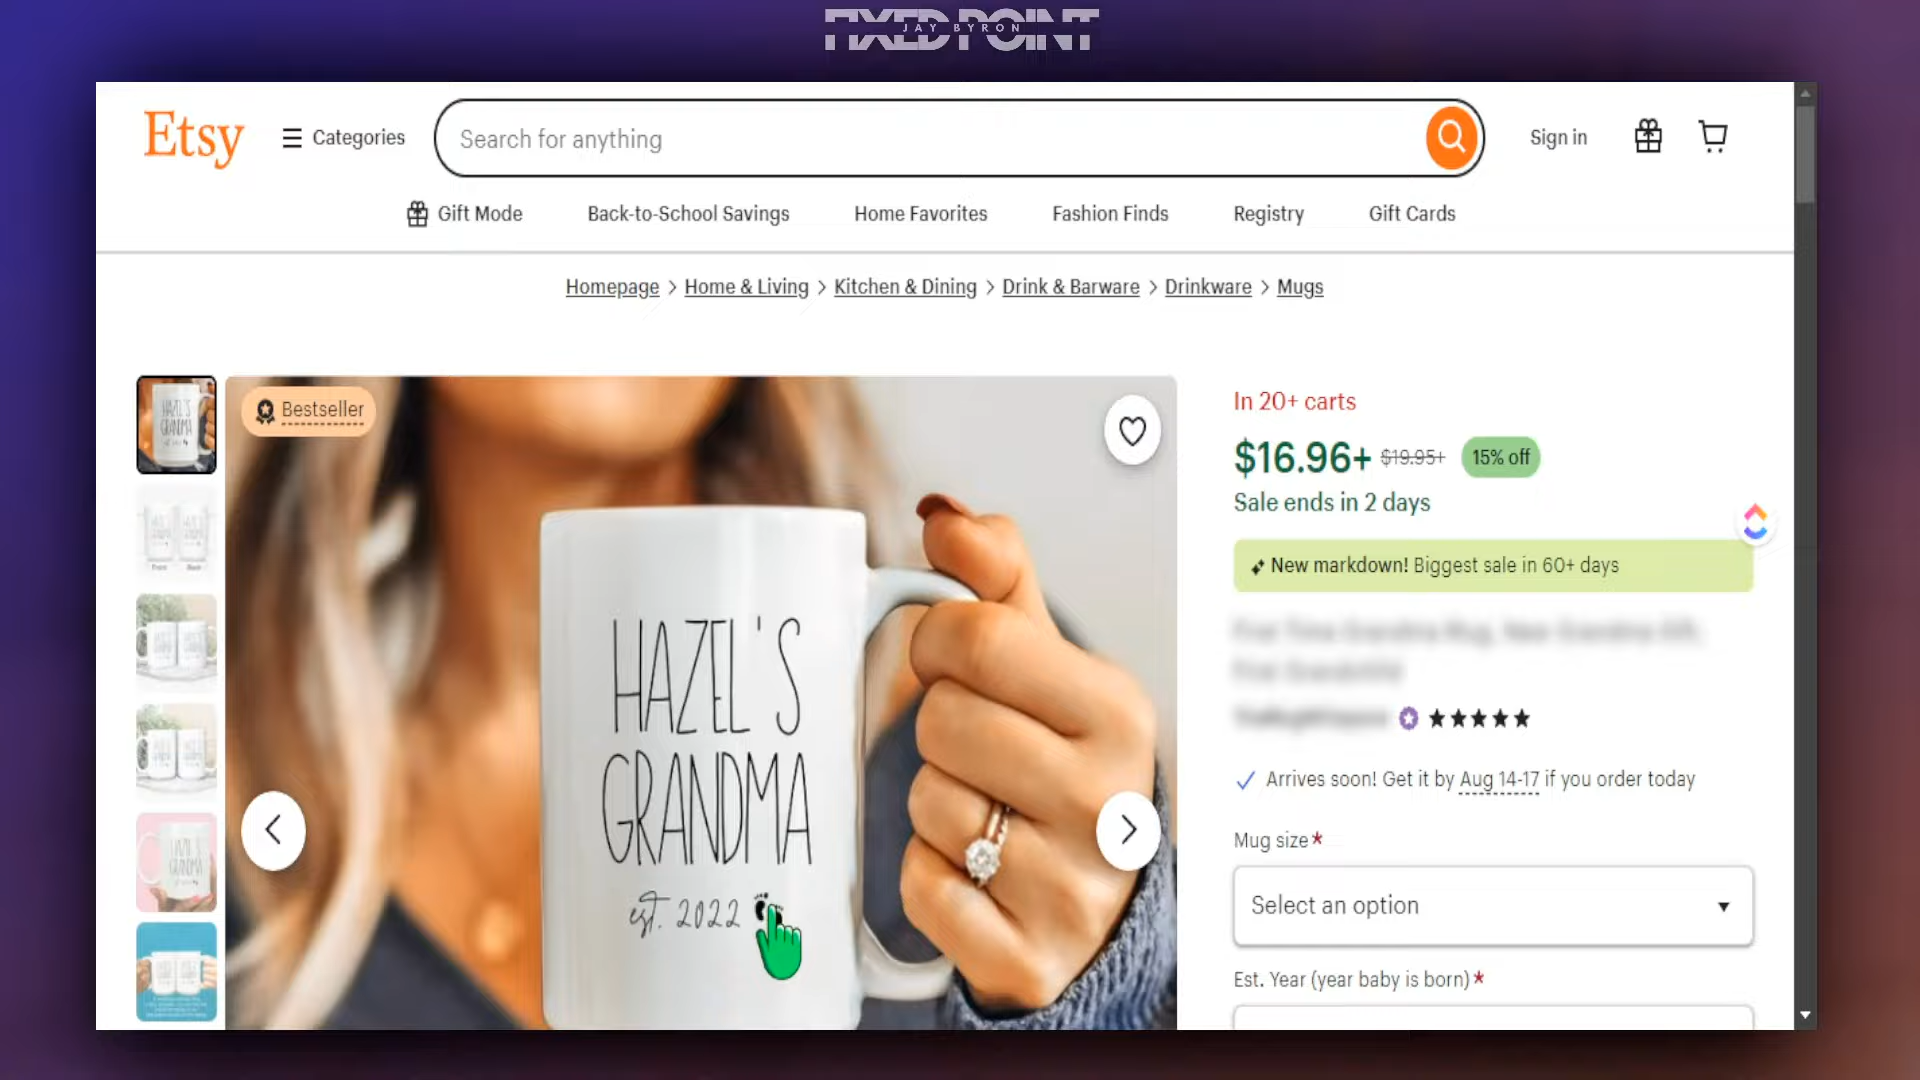 FIXED POINT
JAY BYRON
Etsy
Categories
Search for anything
Sign in
Gift Mode
Back-to-School Savings
Home Favorites
Fashion Finds
Registry
Gift Cards
Homepage > Home & Living > Kitchen & Dining > Drink & Barware > Drinkware > Mugs
Bestseller
In 20+ carts
$16.96+ $19.95+ 15% off
Sale ends in 2 days
New markdown! Biggest sale in 60+ days
Arrives soon! Get it by Aug 14-17 if you order today
Mug size*
Select an option
Est. Year (year baby is born)*
HAZEL'S
GRANDMA
est. 2022